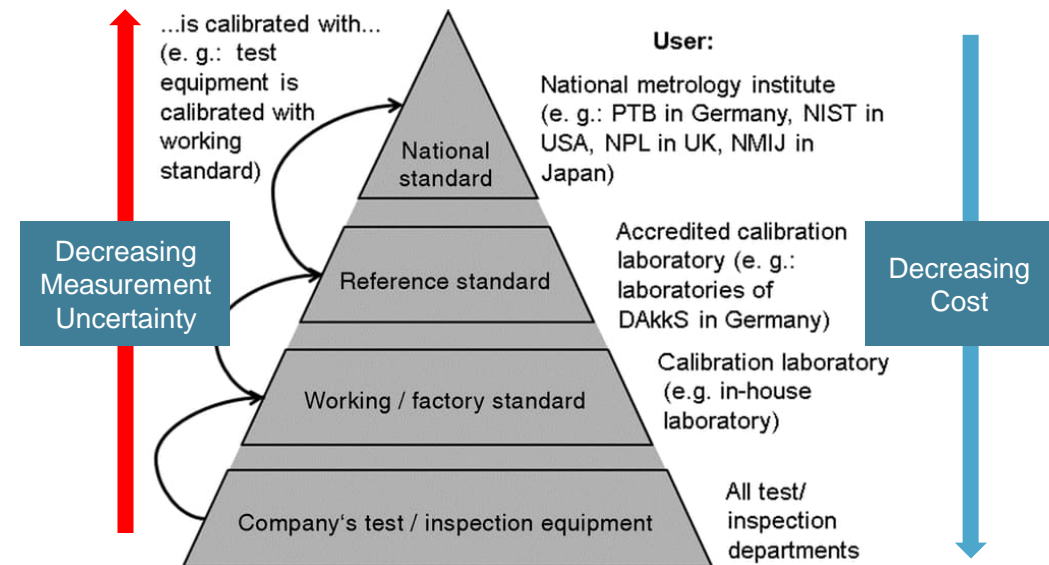 ...is calibrated with...
(e. g.: test
equipment is
calibrated with
working
standard)
User:
National metrology institute
(e. g.: PTB in Germany, NIST in
USA, NPL in UK, NMIJ in
Japan)
National
standard
Decreasing
Measurement
Uncertainty
Reference standard
Accredited calibration
laboratory (e. g.:
laboratories of
DAkkS in Germany)
Decreasing
Cost
Working / factory standard
Calibration laboratory
(e.g. in-house
laboratory)
Company‘s test / inspection equipment
All test/
inspection
departments